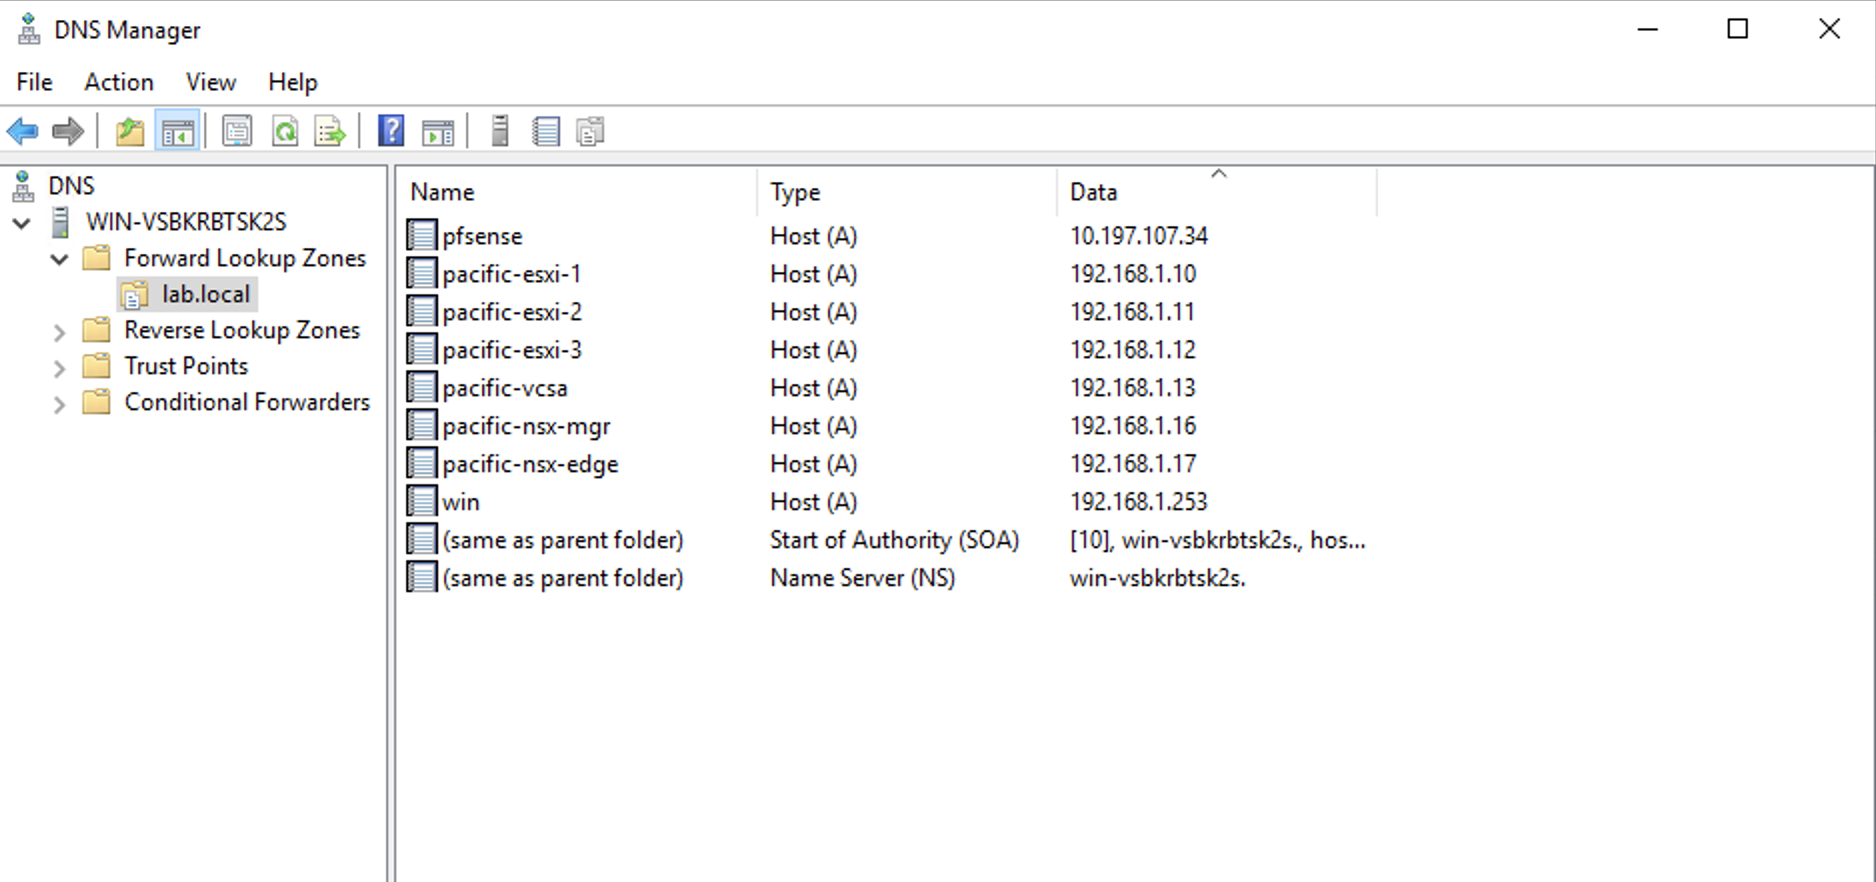 DNS Manager
File Action View Help
DNS
WIN-VSBKRBTSK2S
Forward Lookup Zones
lab.local
Reverse Lookup Zones
Trust Points
Conditional Forwarders
Name Type Data
pfsense Host (A) 10.197.107.34
pacific-esxi-1 Host (A) 192.168.1.10
pacific-esxi-2 Host (A) 192.168.1.11
pacific-esxi-3 Host (A) 192.168.1.12
pacific-vcsa Host (A) 192.168.1.13
pacific-nsx-mgr Host (A) 192.168.1.16
pacific-nsx-edge Host (A) 192.168.1.17
win Host (A) 192.168.1.253
(same as parent folder) Start of Authority (SOA) [10], win-vsbkrbtsk2s., hos...
(same as parent folder) Name Server (NS) win-vsbkrbtsk2s.